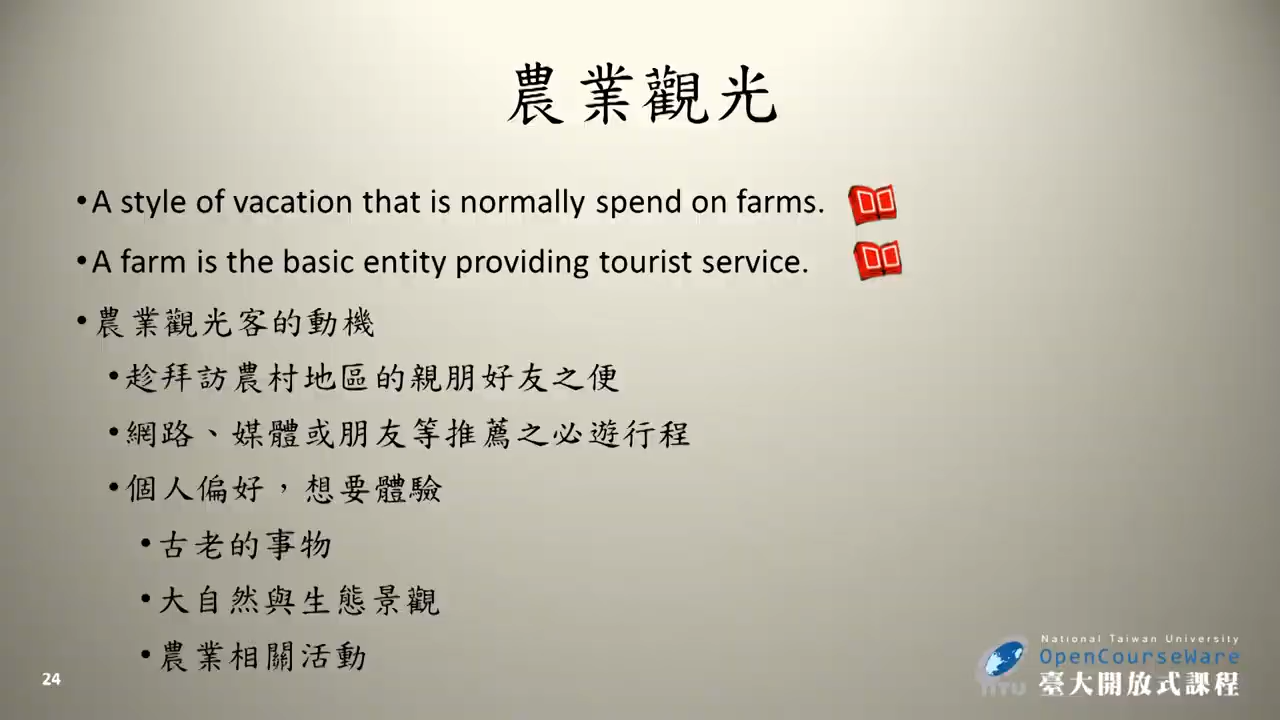 農業觀光
•A style of vacation that is normally spend on farms.
•A farm is the basic entity providing tourist service.
•農業觀光客的動機
•趁拜訪農村地區的親朋好友之便
•網路、媒體或朋友等推薦之必遊行程
•個人偏好，想要體驗
•古老的事物
•大自然與生態景觀
•農業相關活動
24
National Taiwan University
OpenCourseWare
NTU
臺大開放式課程